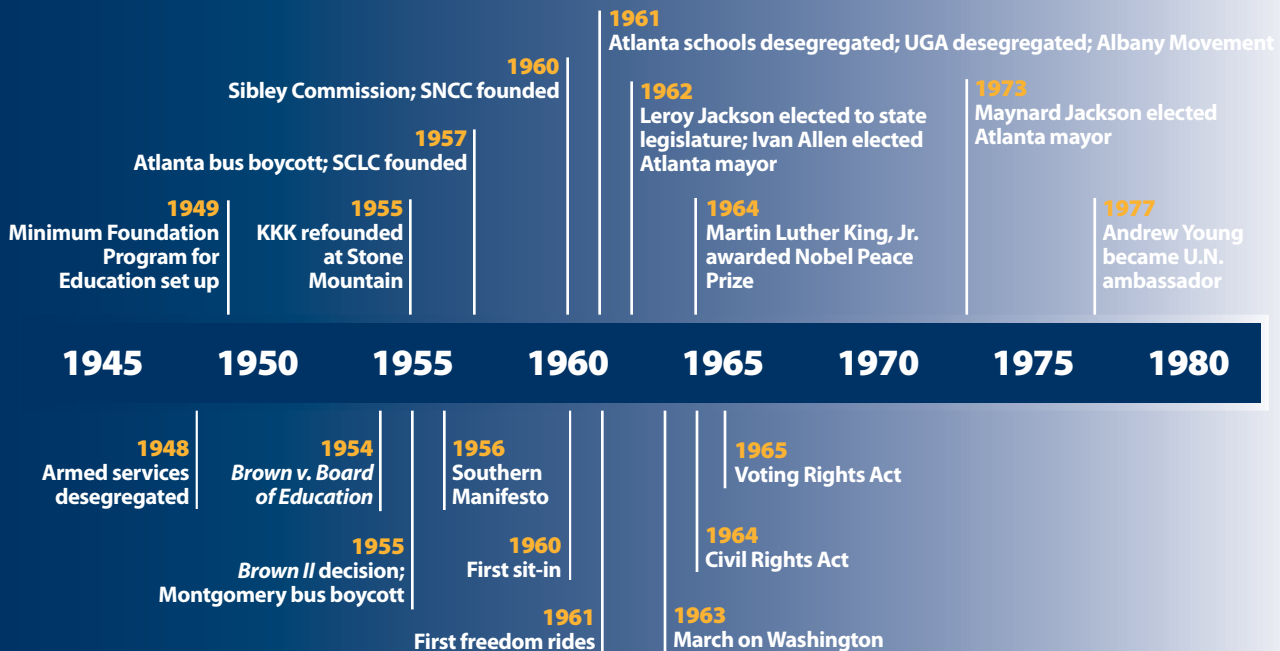 1961
Atlanta schools desegregated; UGA desegregated; Albany Movement
1960
Sibley Commission; SNCC founded
1962
Leroy Jackson elected to state
legislature; Ivan Allen elected
Atlanta mayor
1973
Maynard Jackson elected
Atlanta mayor
1957
Atlanta bus boycott; SCLC founded
1949
Minimum Foundation
Program for
Education set up
1955
KKK refounded
at Stone
Mountain
1964
Martin Luther King, Jr.
awarded Nobel Peace
Prize
1977
Andrew Young
became U.N.
ambassador
1945 1950 1955 1960 1965 1970 1975 1980
1948
Armed services
desegregated
1954
Brown v. Board
of Education
1956
Southern
Manifesto
1965
Voting Rights Act
1955
Brown II decision;
Montgomery bus boycott
1960
First sit-in
1964
Civil Rights Act
1961
First freedom rides
1963
March on Washington